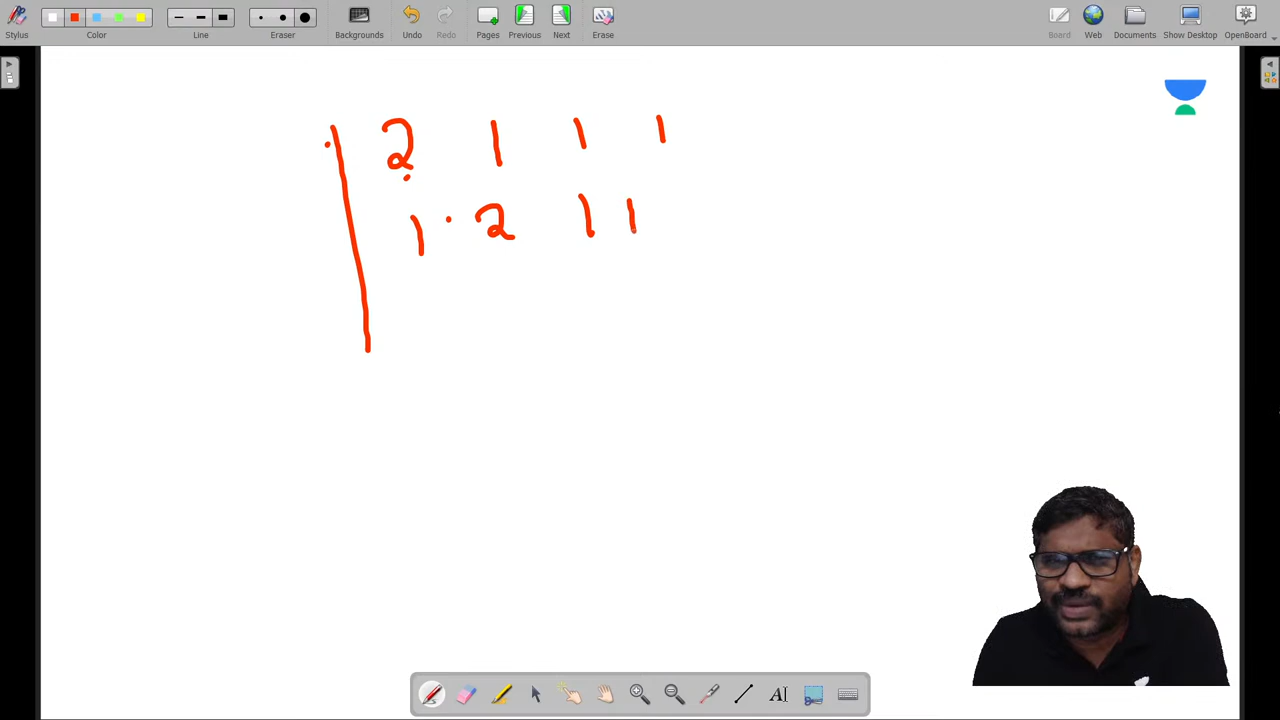 Stylus Color Line Eraser Backgrounds Undo Redo Pages Previous Next Erase Board Web Documents Show Desktop OpenBoard
| 2 1 1 1
1 2 1 1
AI